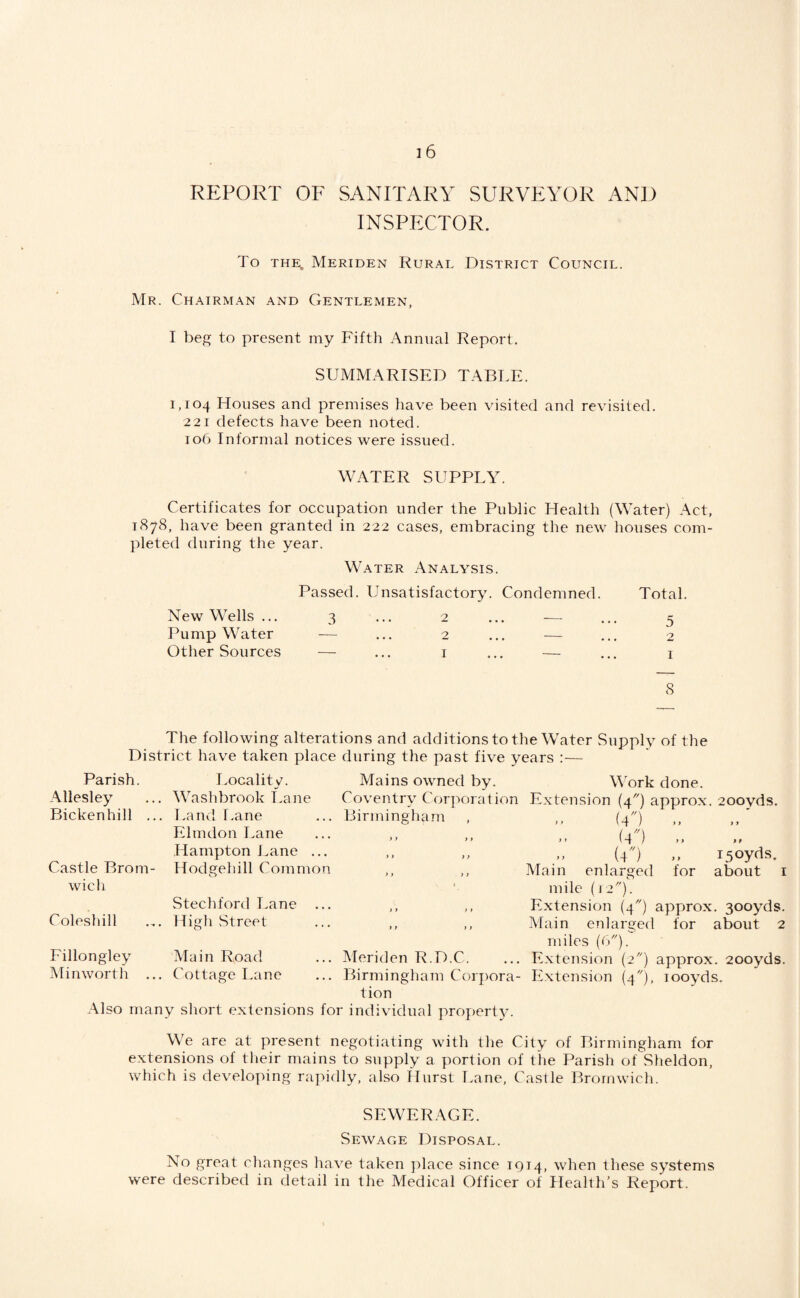 16
REPORT OF SANITARY SURVEYOR AND
INSPECTOR.
To the Meriden Rural District Council.
Mr. Chairman and Gentlemen,
I beg to present my Fifth Annual Report.
SUMMARISED TABLE.
1,104 Houses and premises have been visited and revisited.
221 defects have been noted.
106 Informal notices were issued.
WATER SUPPLY.
Certificates for occupation under the Public Health (Water) Act,
1878, have been granted in 222 cases, embracing the new houses com-
pleted during the year.
Water Analysis.
Passed. Unsatisfactory. Condemned. Total.
New Wells ... 3 ... 2 ... — ... 5
Pump Water — ... 2 ... — ... 2
Other Sources — ... 1 ... — ... 1
8
The following alterations and additions to the Water Supply of the
District have taken place during the past five years :—
Parish. Locality. Mains owned by. Work done.
Allesley ... Washbrook Lane Coventry Corporation Extension (4″) approx. 200yds.
Bickenhill ... Land Lane ... Birmingham , ,, (4″) ,, ,,
Elmdon Lane ... ,, ,, ,, (4″) ,, ,,
Hampton Lane ... ,, ,, ,, (4″) ,, 150yds.
Castle Brom- Hodgehill Common ,, ,, Main enlarged for about 1
wich mile (12″).
Stechford Lane ... ,, ,, Extension (4″) approx. 300yds.
Coleshill ... High Street ... ,, ,, Main enlarged for about 2
miles (6″).
Fillongley Main Road ... Meriden R.D.C. ... Extension (2″) approx. 200yds.
Minworth ... Cottage Lane ... Birmingham Corpora- Extension (4″), 100yds.
tion
Also many short extensions for individual property.
We are at present negotiating with the City of Birmingham for
extensions of their mains to supply a portion of the Parish of Sheldon,
which is developing rapidly, also Hurst Lane, Castle Bromwich.
SEWERAGE.
Sewage Disposal.
No great changes have taken place since 1914, when these systems
were described in detail in the Medical Officer of Health's Report.